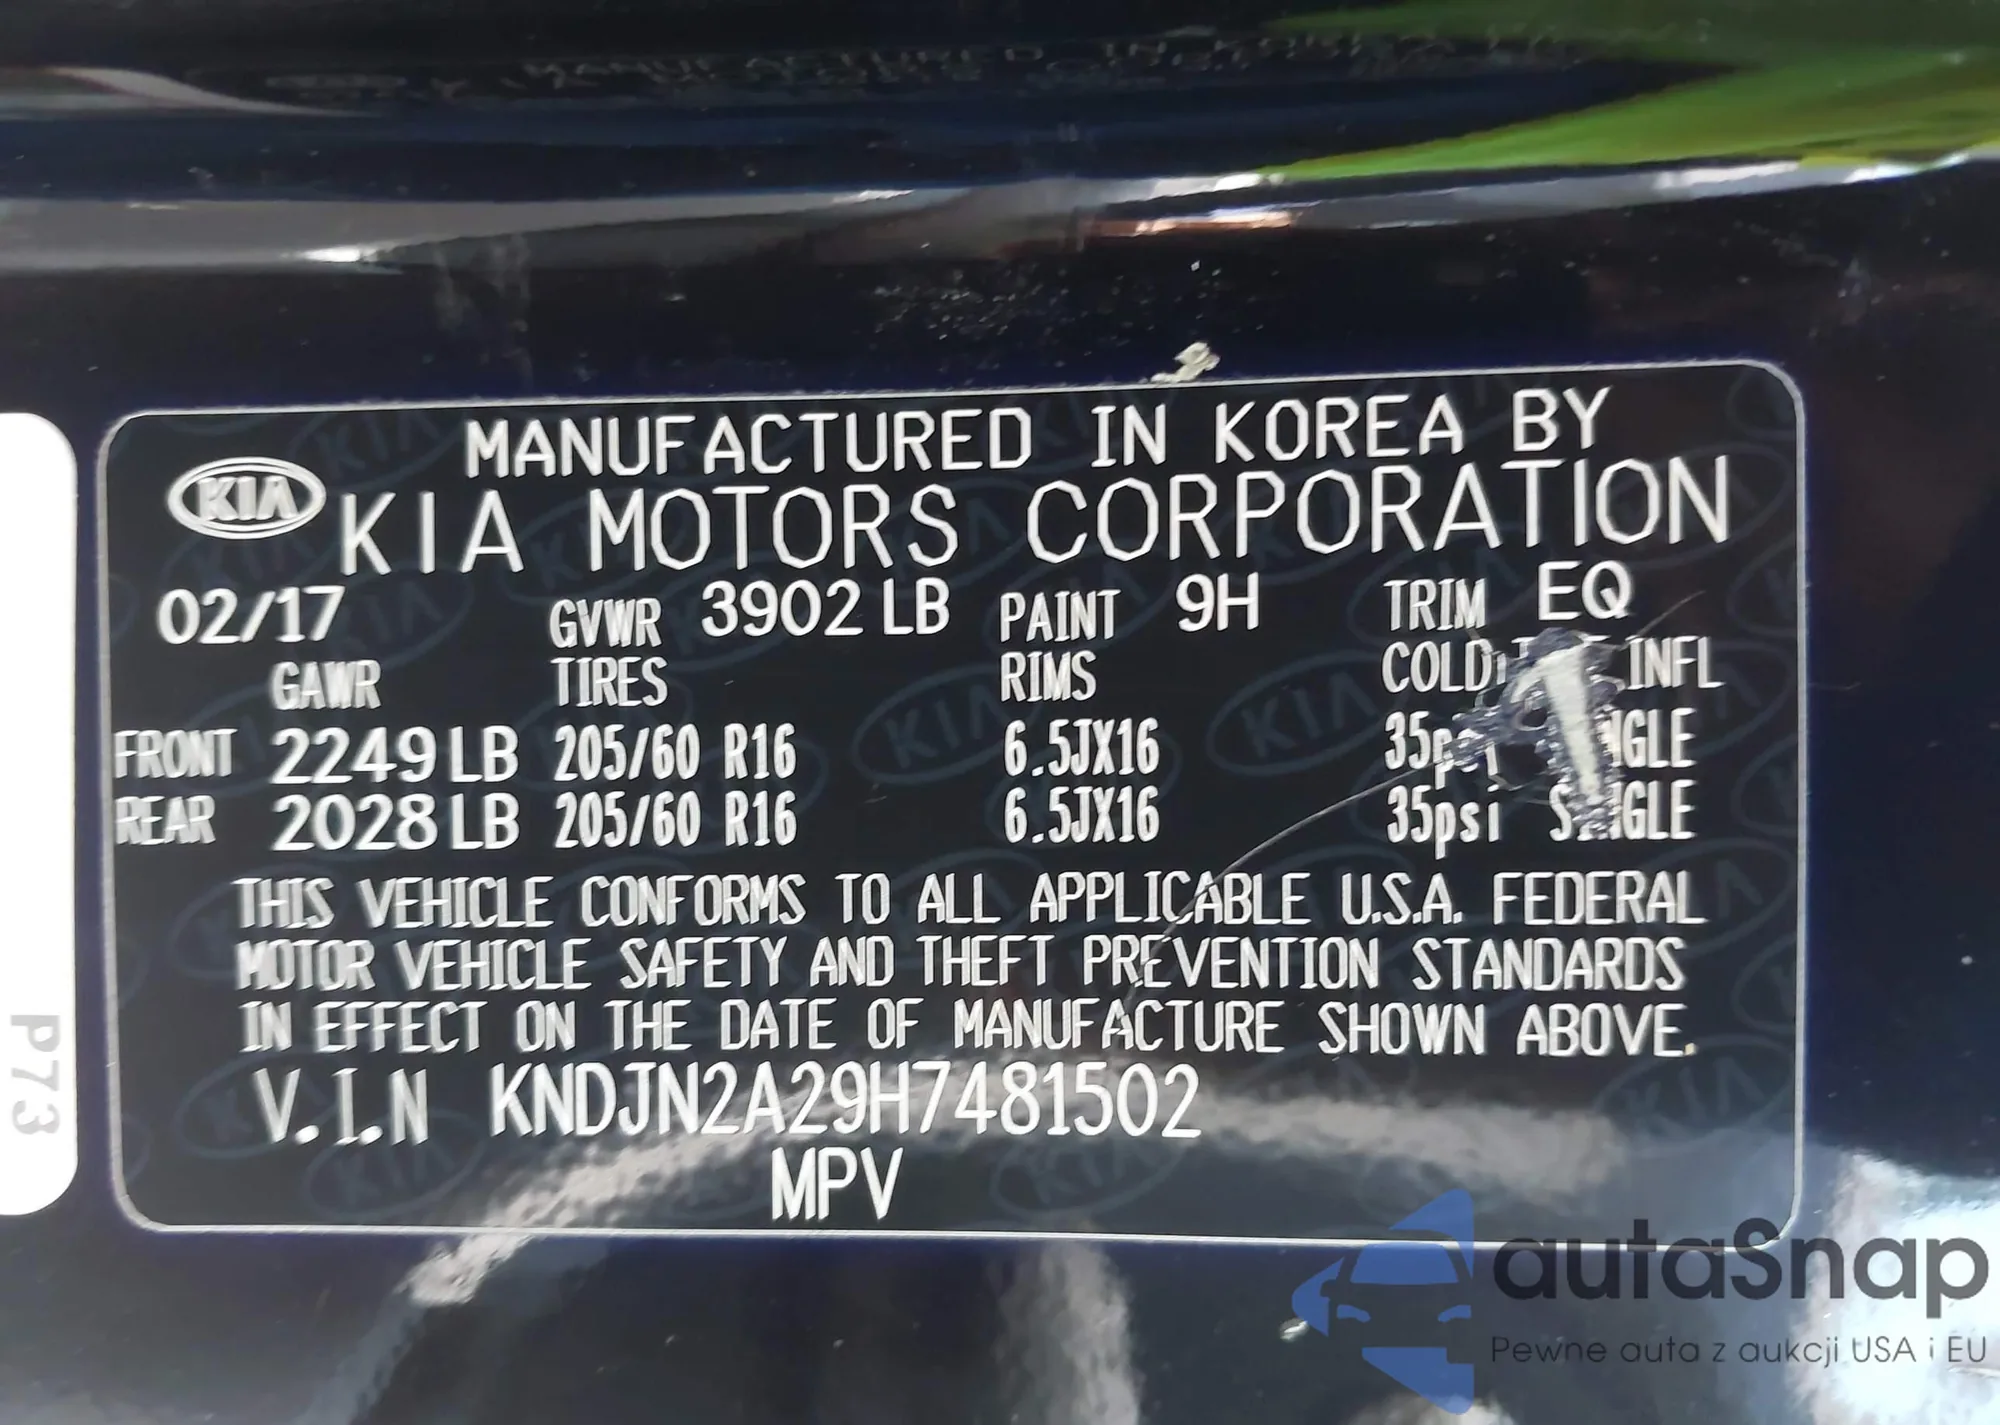 MANUFACTURED IN KOREA BY
KIA KIA MOTORS CORPORATION
02/17 GVWR 3902 LB PAINT 9H TRIM EQ
GAWR TIRES RIMS COLD INFL
FRONT 2249 LB 205/60 R16 6.5JX16 35psi
REAR 2028 LB 205/60 R16 6.5JX16 35psi SINGLE
THIS VEHICLE CONFORMS TO ALL APPLICABLE U.S.A. FEDERAL
MOTOR VEHICLE SAFETY AND THEFT PREVENTION STANDARDS
IN EFFECT ON THE DATE OF MANUFACTURE SHOWN ABOVE.
V.I.N KNDJN2A29H7481502
MPV
P73
autaSnap
Pewne auta z aukcji USA i EU